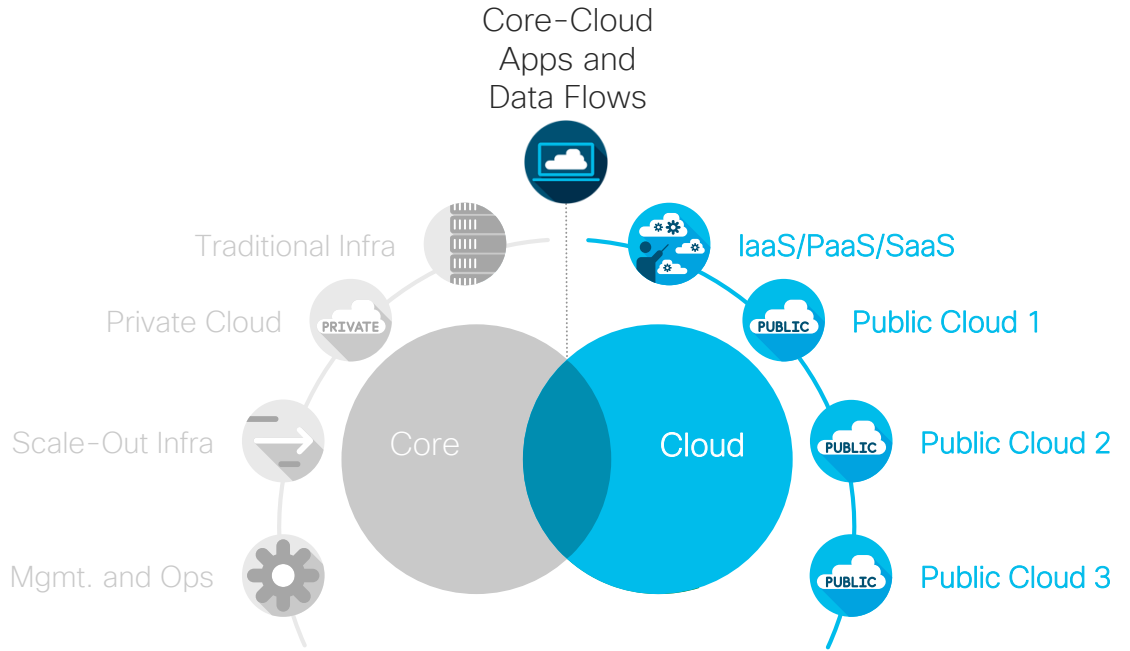 Core-Cloud
Apps and
Data Flows
Traditional Infra
IaaS/PaaS/SaaS
Private Cloud
PRIVATE
PUBLIC
Public Cloud 1
Scale-Out Infra
Core
Cloud
PUBLIC
Public Cloud 2
Mgmt. and Ops
PUBLIC
Public Cloud 3